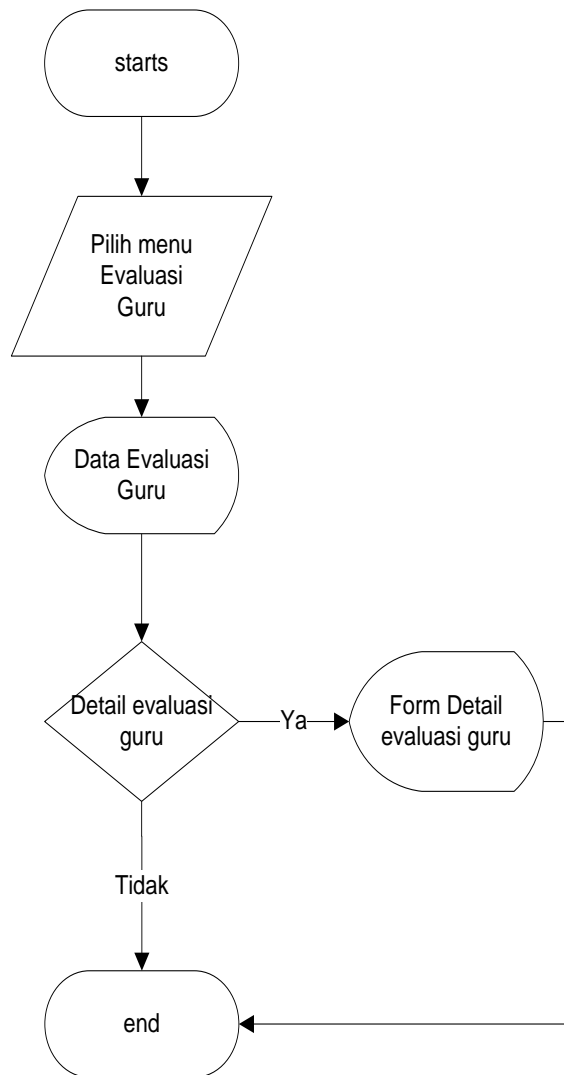 starts
Pilih menu
Evaluasi
Guru
Data Evaluasi
Guru
Detail evaluasi
guru
Ya
Form Detail
evaluasi guru
Tidak
end